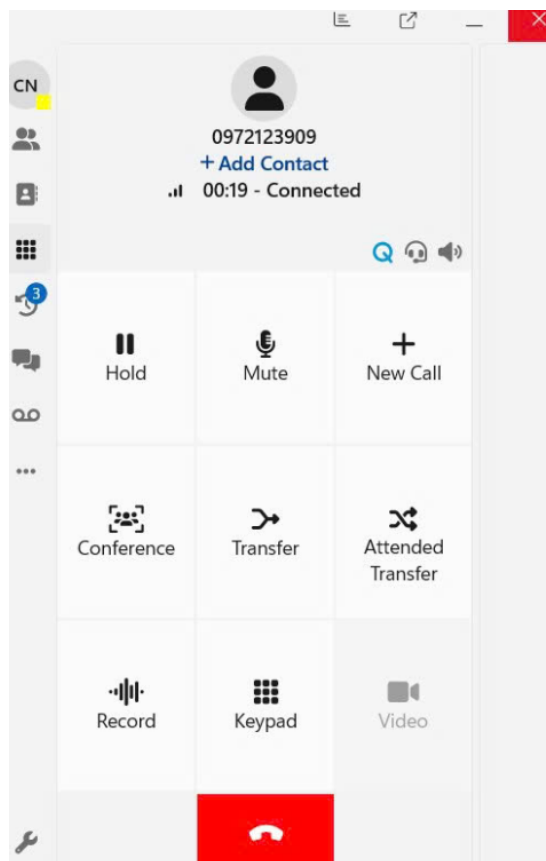 CN
0972123909
+ Add Contact
00:19 - Connected
3
Hold
Mute
New Call
Conference
Transfer
Attended
Transfer
Record
Keypad
Video